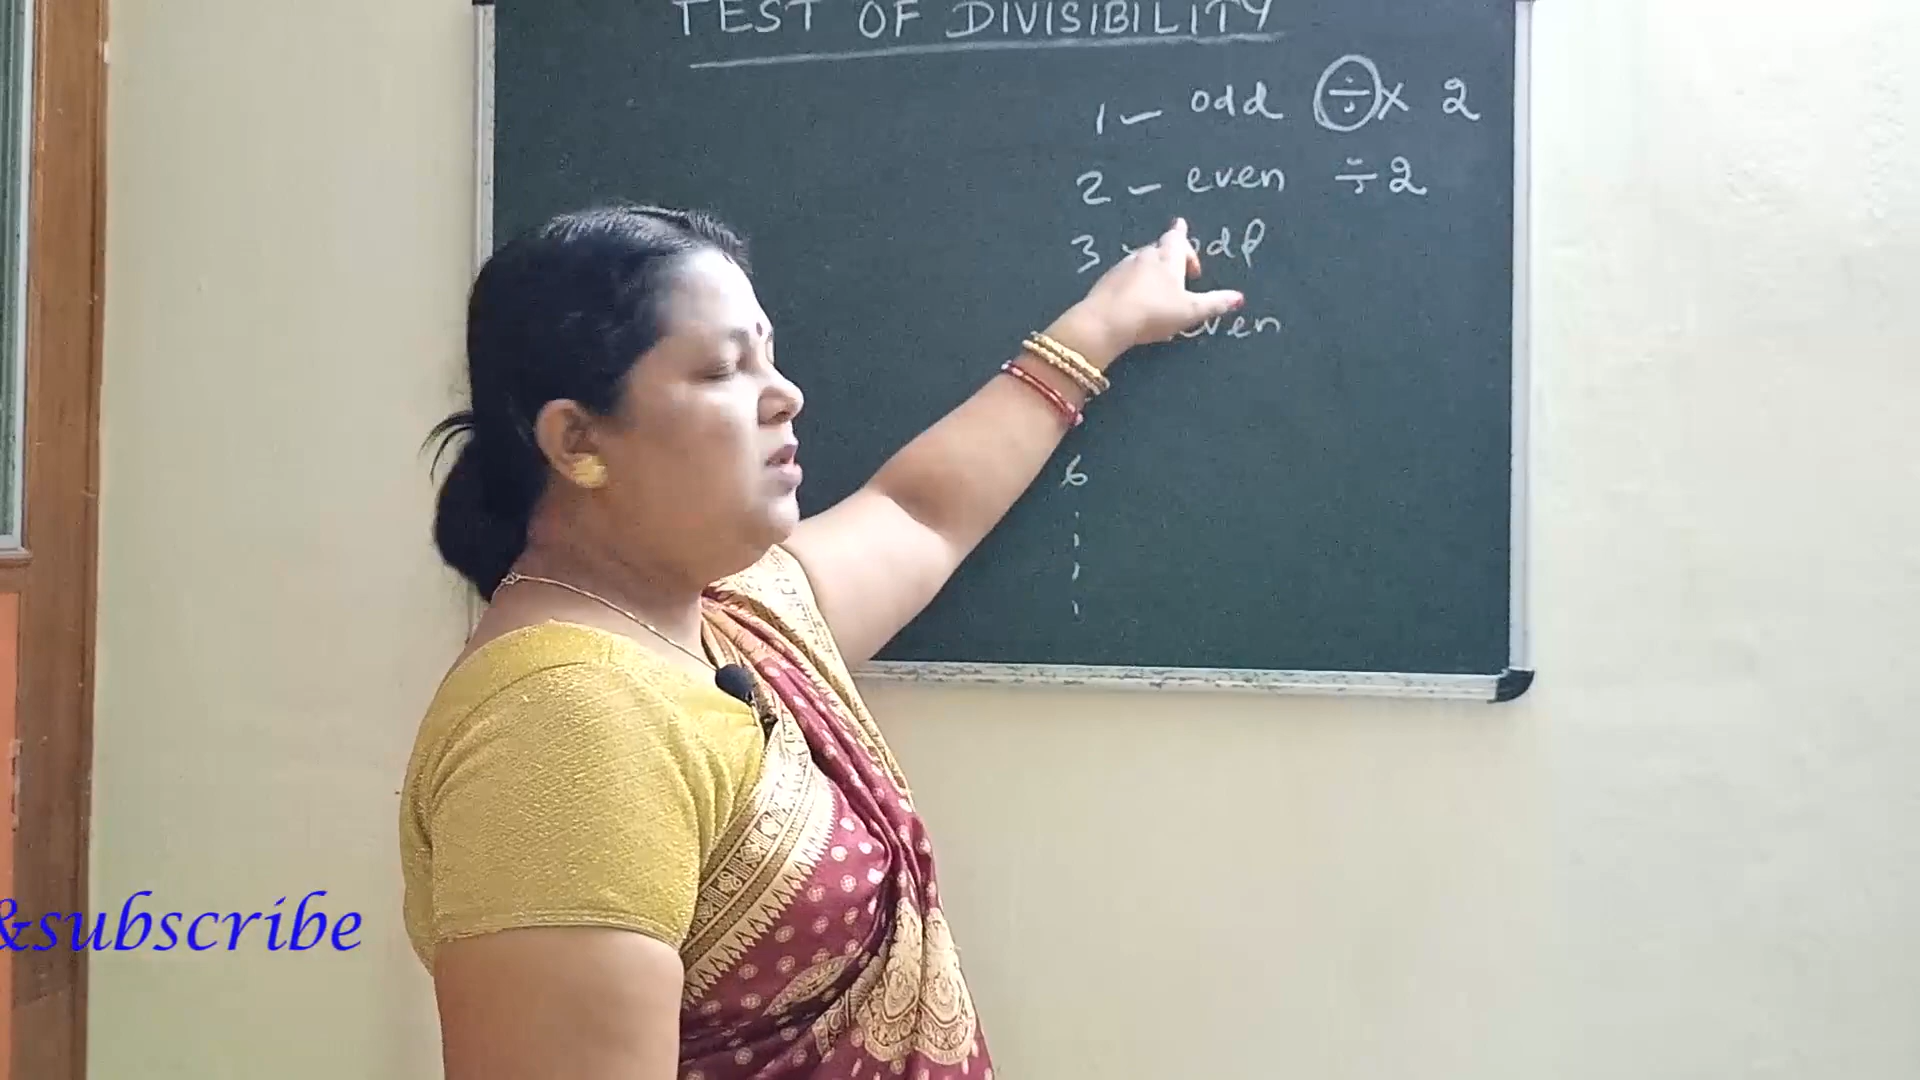 TEST OF DIVISIBILITY
1 - odd ÷ x 2
2 - even ÷ 2
3 - odd
even
6
&subscribe